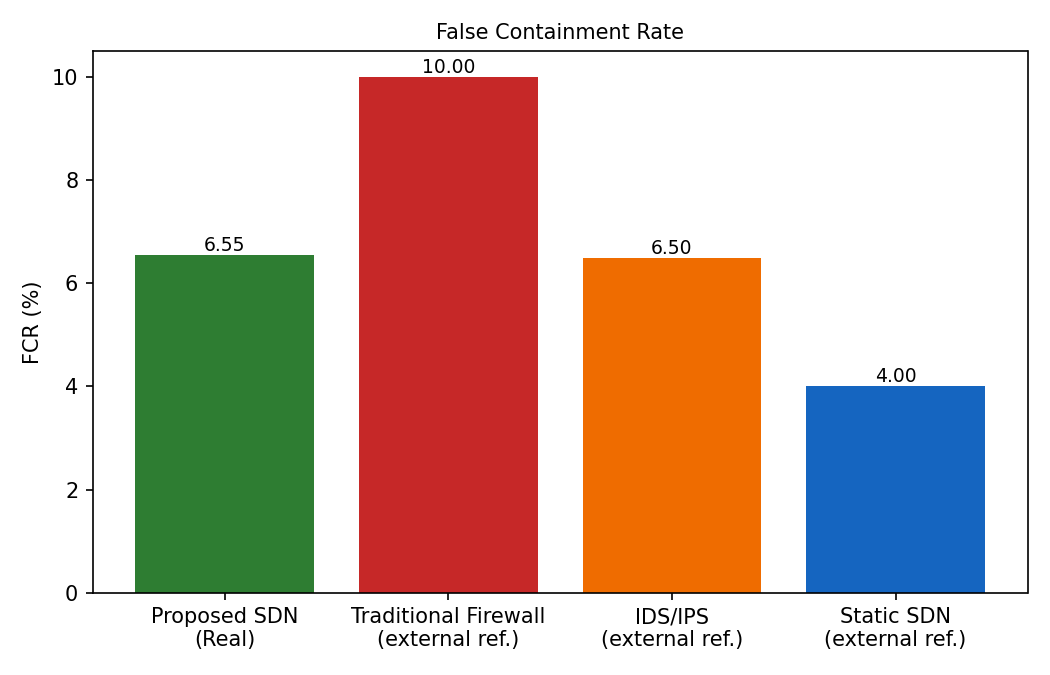 False Containment Rate
FCR (%)
10
8
6
4
2
0
6.55
10.00
6.50
4.00
Proposed SDN
(Real)
Traditional Firewall
(external ref.)
IDS/IPS
(external ref.)
Static SDN
(external ref.)